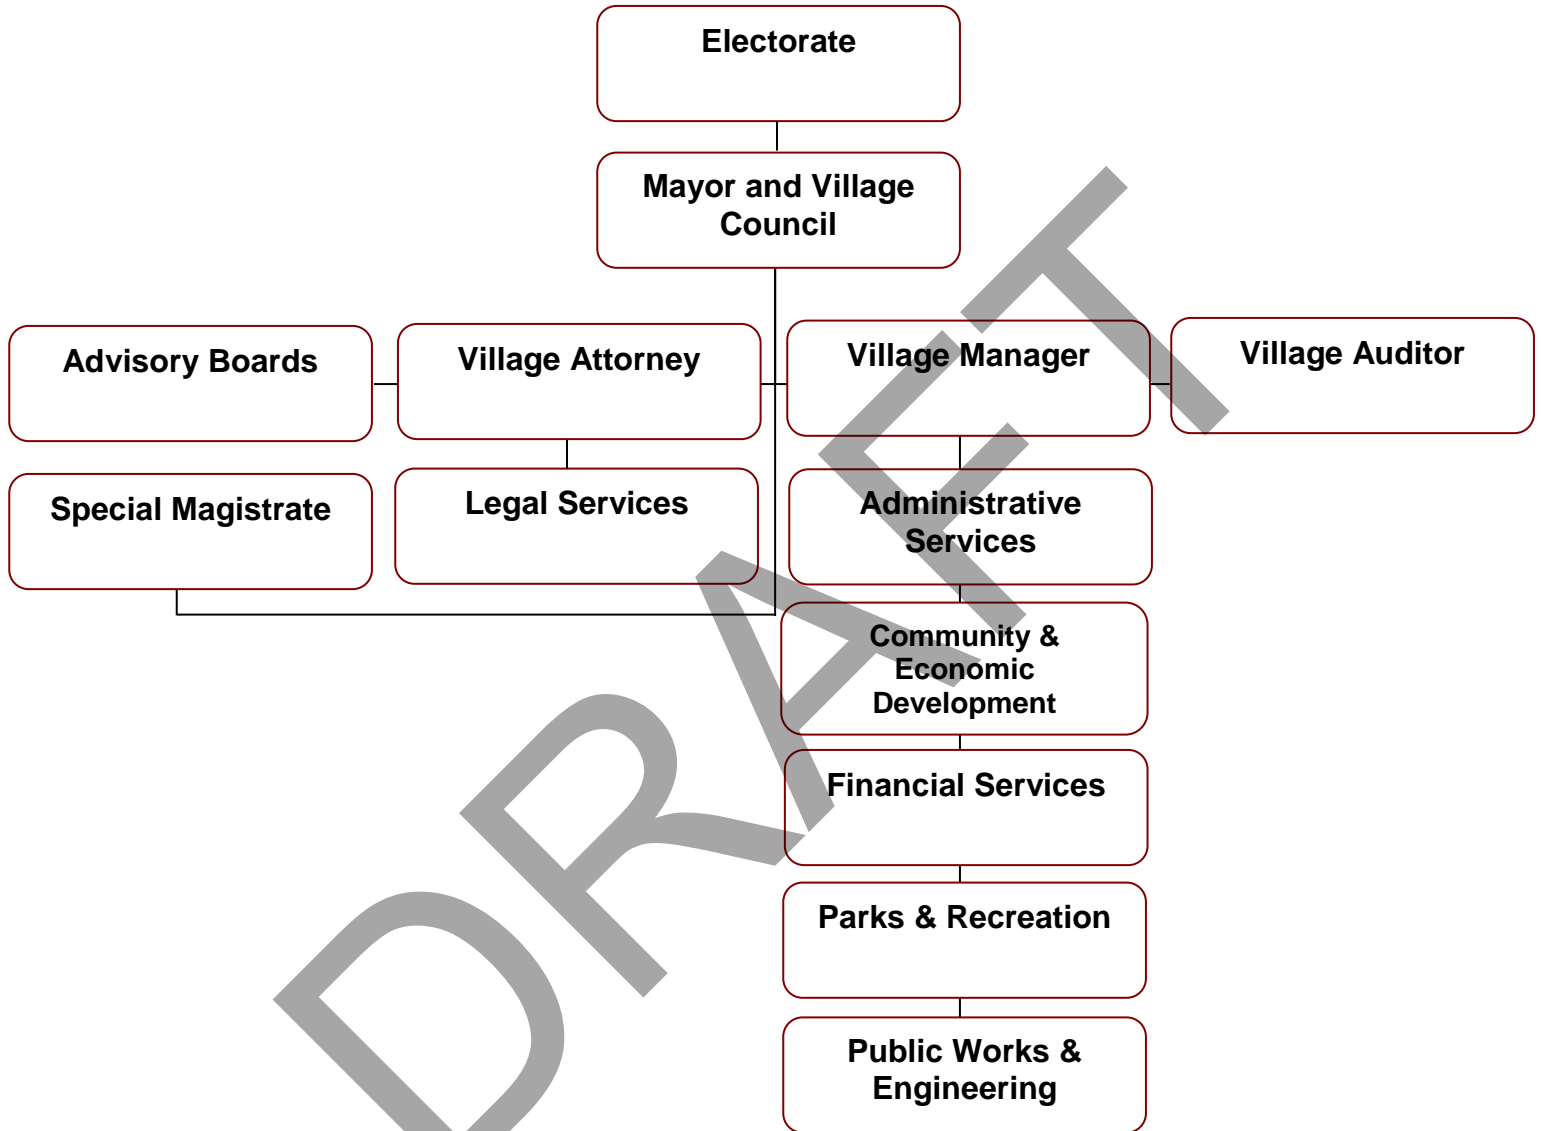 Electorate
Mayor and Village
Council
Advisory Boards
Village Attorney
Village Manager
Village Auditor
Special Magistrate
Legal Services
Administrative
Services
Community &
Economic
Development
Financial Services
Parks & Recreation
Public Works &
Engineering
DRAFT